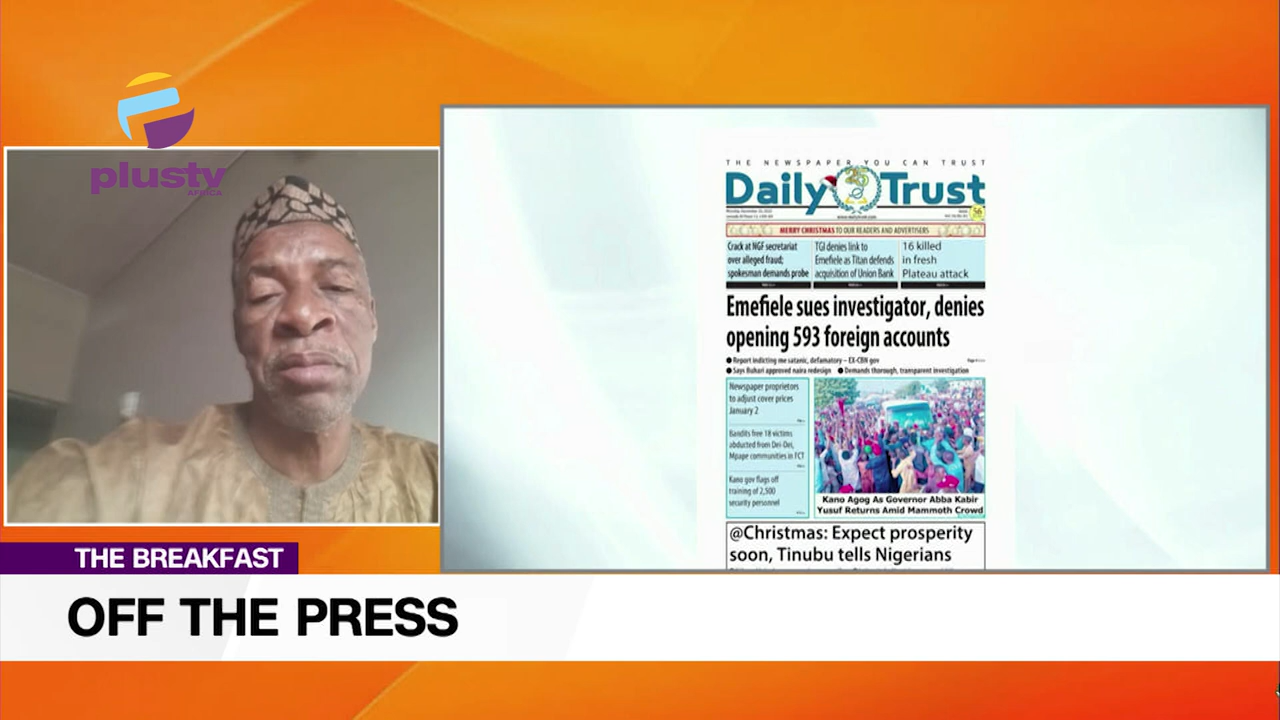 plustv
AFRICA
THE NEWSPAPER YOU CAN TRUST
Daily Trust
MERRY CHRISTMAS TO OUR READERS AND ADVERTISERS
Crack at NGF secretariat
over alleged fraud;
spokesman demands probe
TGI denies link to
Emefiele as Titan defends
acquisition of Union Bank
16 killed
in fresh
Plateau attack
Emefiele sues investigator, denies
opening 593 foreign accounts
Report indicting me satanic, defamatory – EX-CBN gov
Says Buhari approved naira redesign ● Demands thorough, transparent investigation
Newspaper proprietors
to adjust cover prices
January 2
Bandits free 18 victims
abducted from Dei-Dei,
Mpape communities in FCT
Kano gov flags off
training of 2,500
security personnel
Kano Agog As Governor Abba Kabir
Yusuf Returns Amid Mammoth Crowd
@Christmas: Expect prosperity
soon, Tinubu tells Nigerians
THE BREAKFAST
OFF THE PRESS